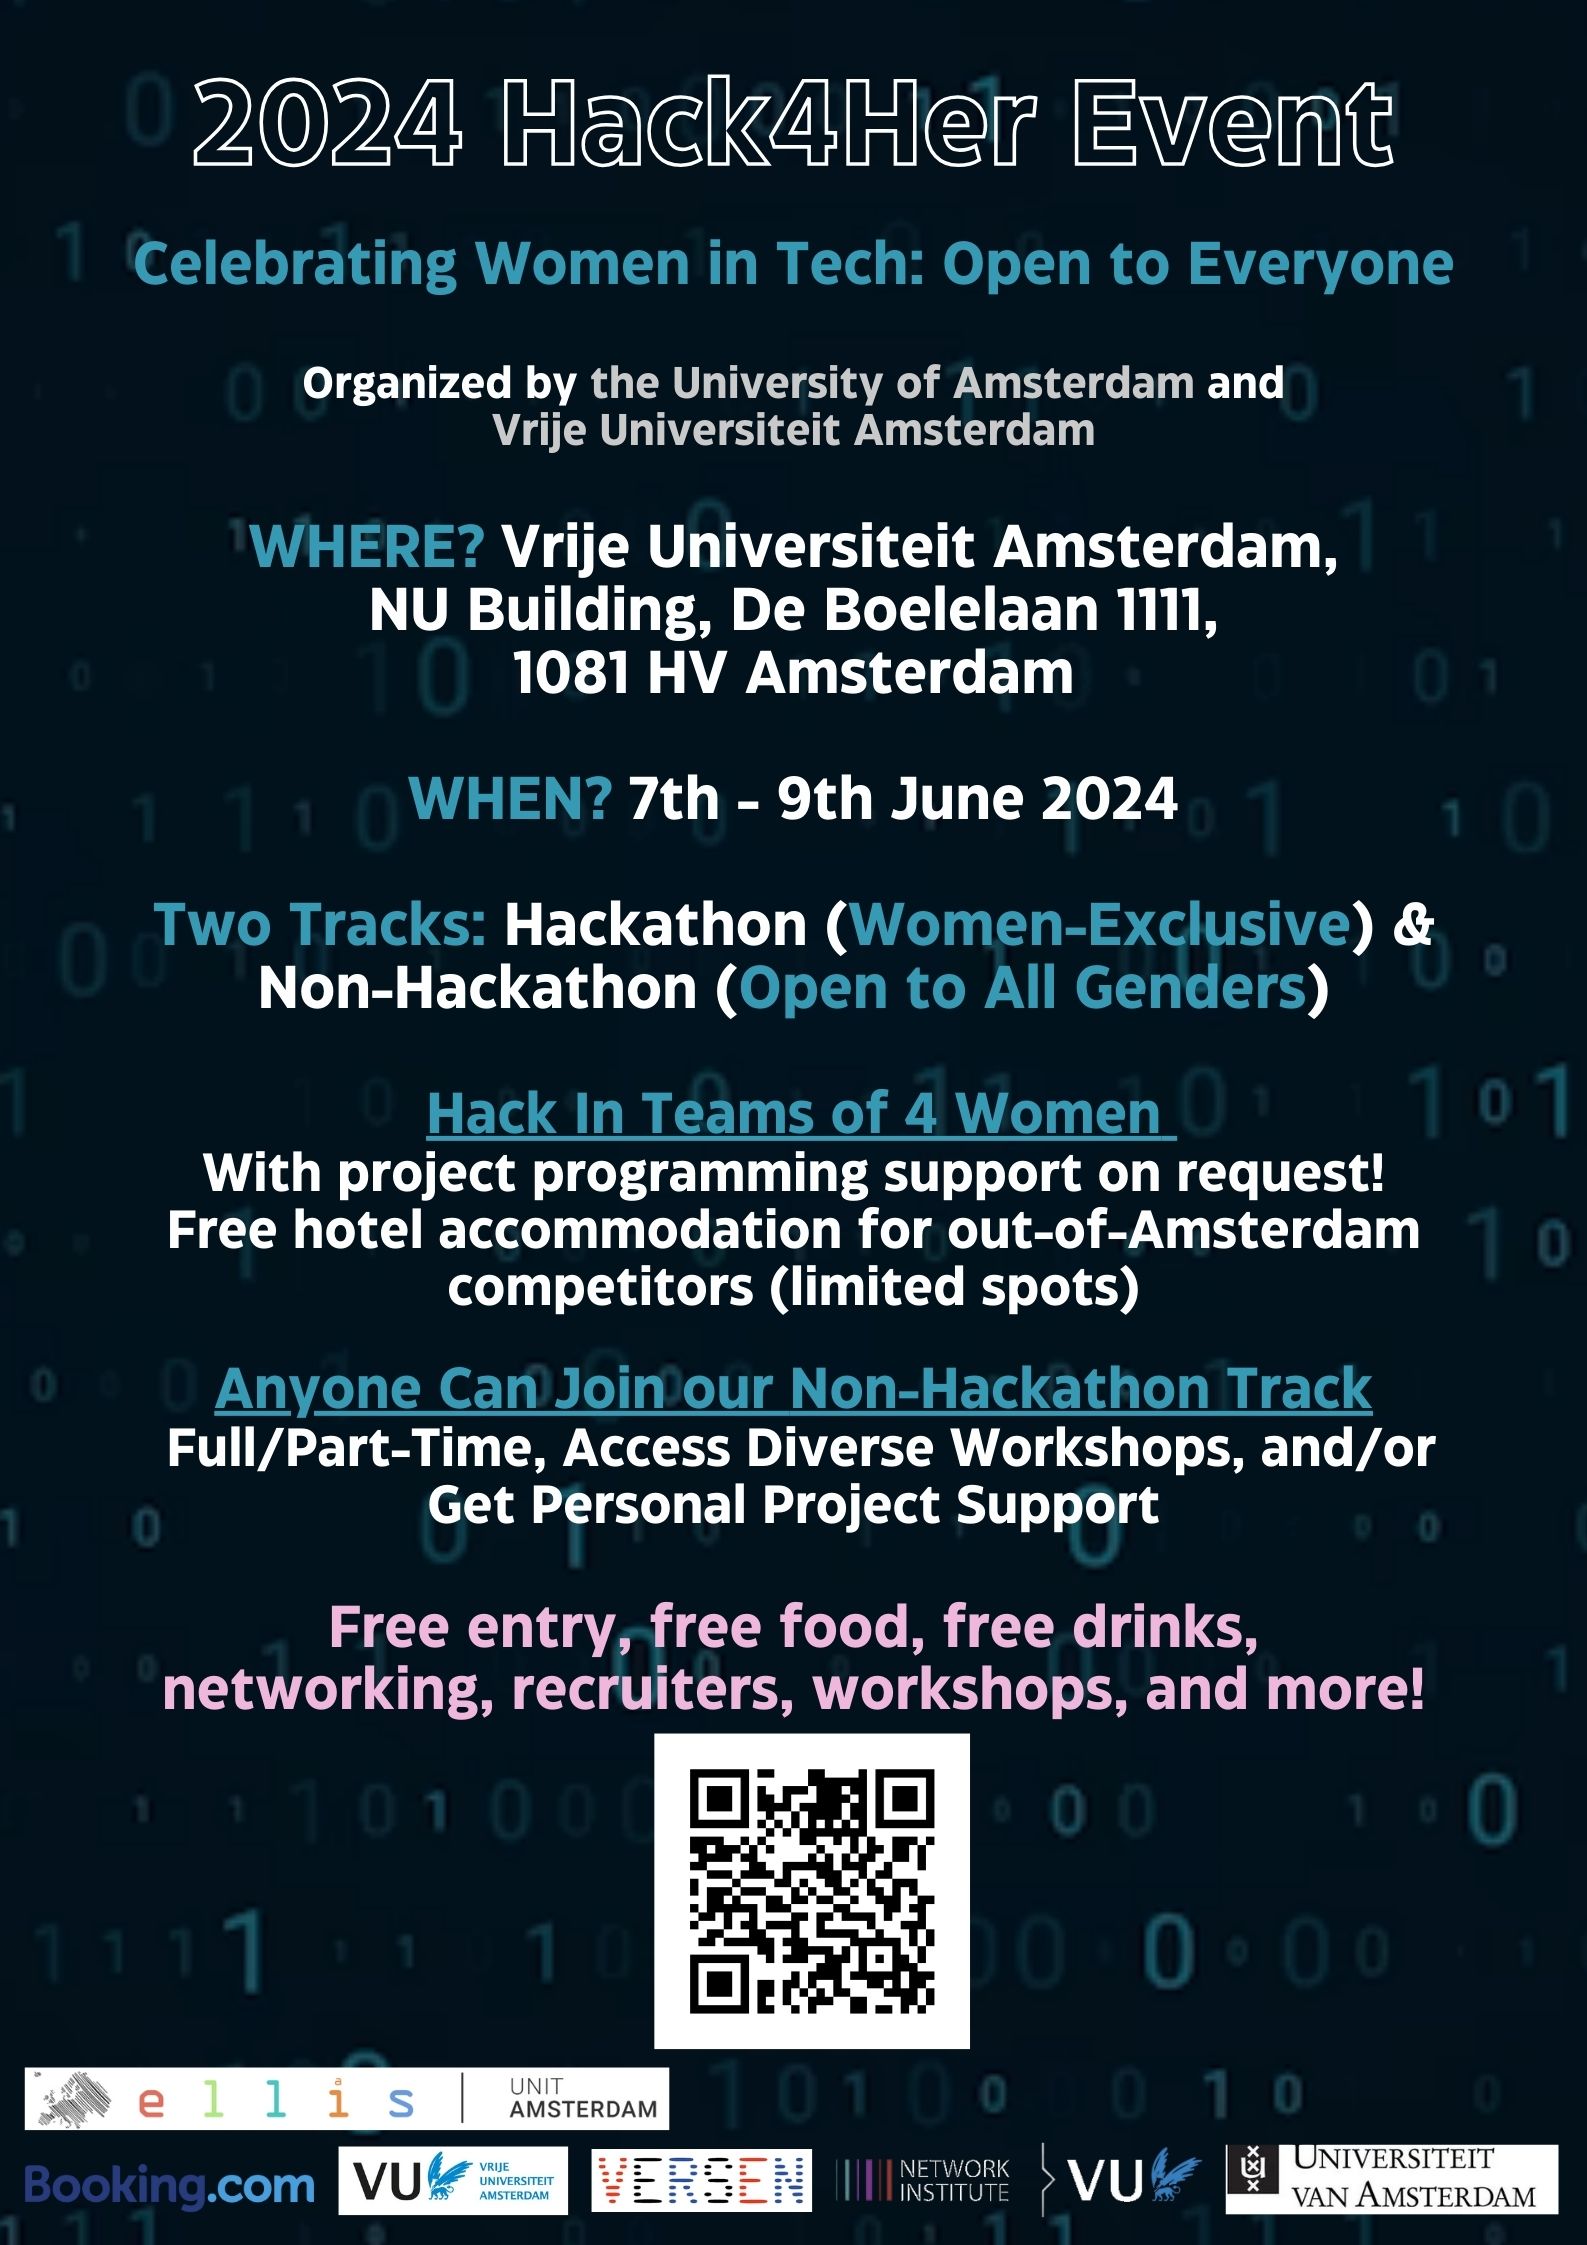 2024 Hack4Her Event
Celebrating Women in Tech: Open to Everyone
Organized by the University of Amsterdam and
Vrije Universiteit Amsterdam
WHERE? Vrije Universiteit Amsterdam,
NU Building, De Boelelaan 1111,
1081 HV Amsterdam
WHEN? 7th - 9th June 2024
Two Tracks: Hackathon (Women-Exclusive) &
Non-Hackathon (Open to All Genders)
Hack In Teams of 4 Women
With project programming support on request!
Free hotel accommodation for out-of-Amsterdam
competitors (limited spots)
Anyone Can Join our Non-Hackathon Track
Full/Part-Time, Access Diverse Workshops, and/or
Get Personal Project Support
Free entry, free food, free drinks,
networking, recruiters, workshops, and more!
ellis
UNIT
AMSTERDAM
Booking.com
VU
VRIJE
UNIVERSITEIT
AMSTERDAM
VERSEN
NETWORK
INSTITUTE
VU
UNIVERSITEIT
VAN AMSTERDAM